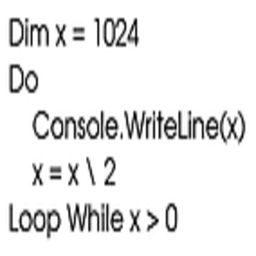 Dim x = 1024
Do
Console.WriteLine(x)
x = x \ 2
Loop While x > 0